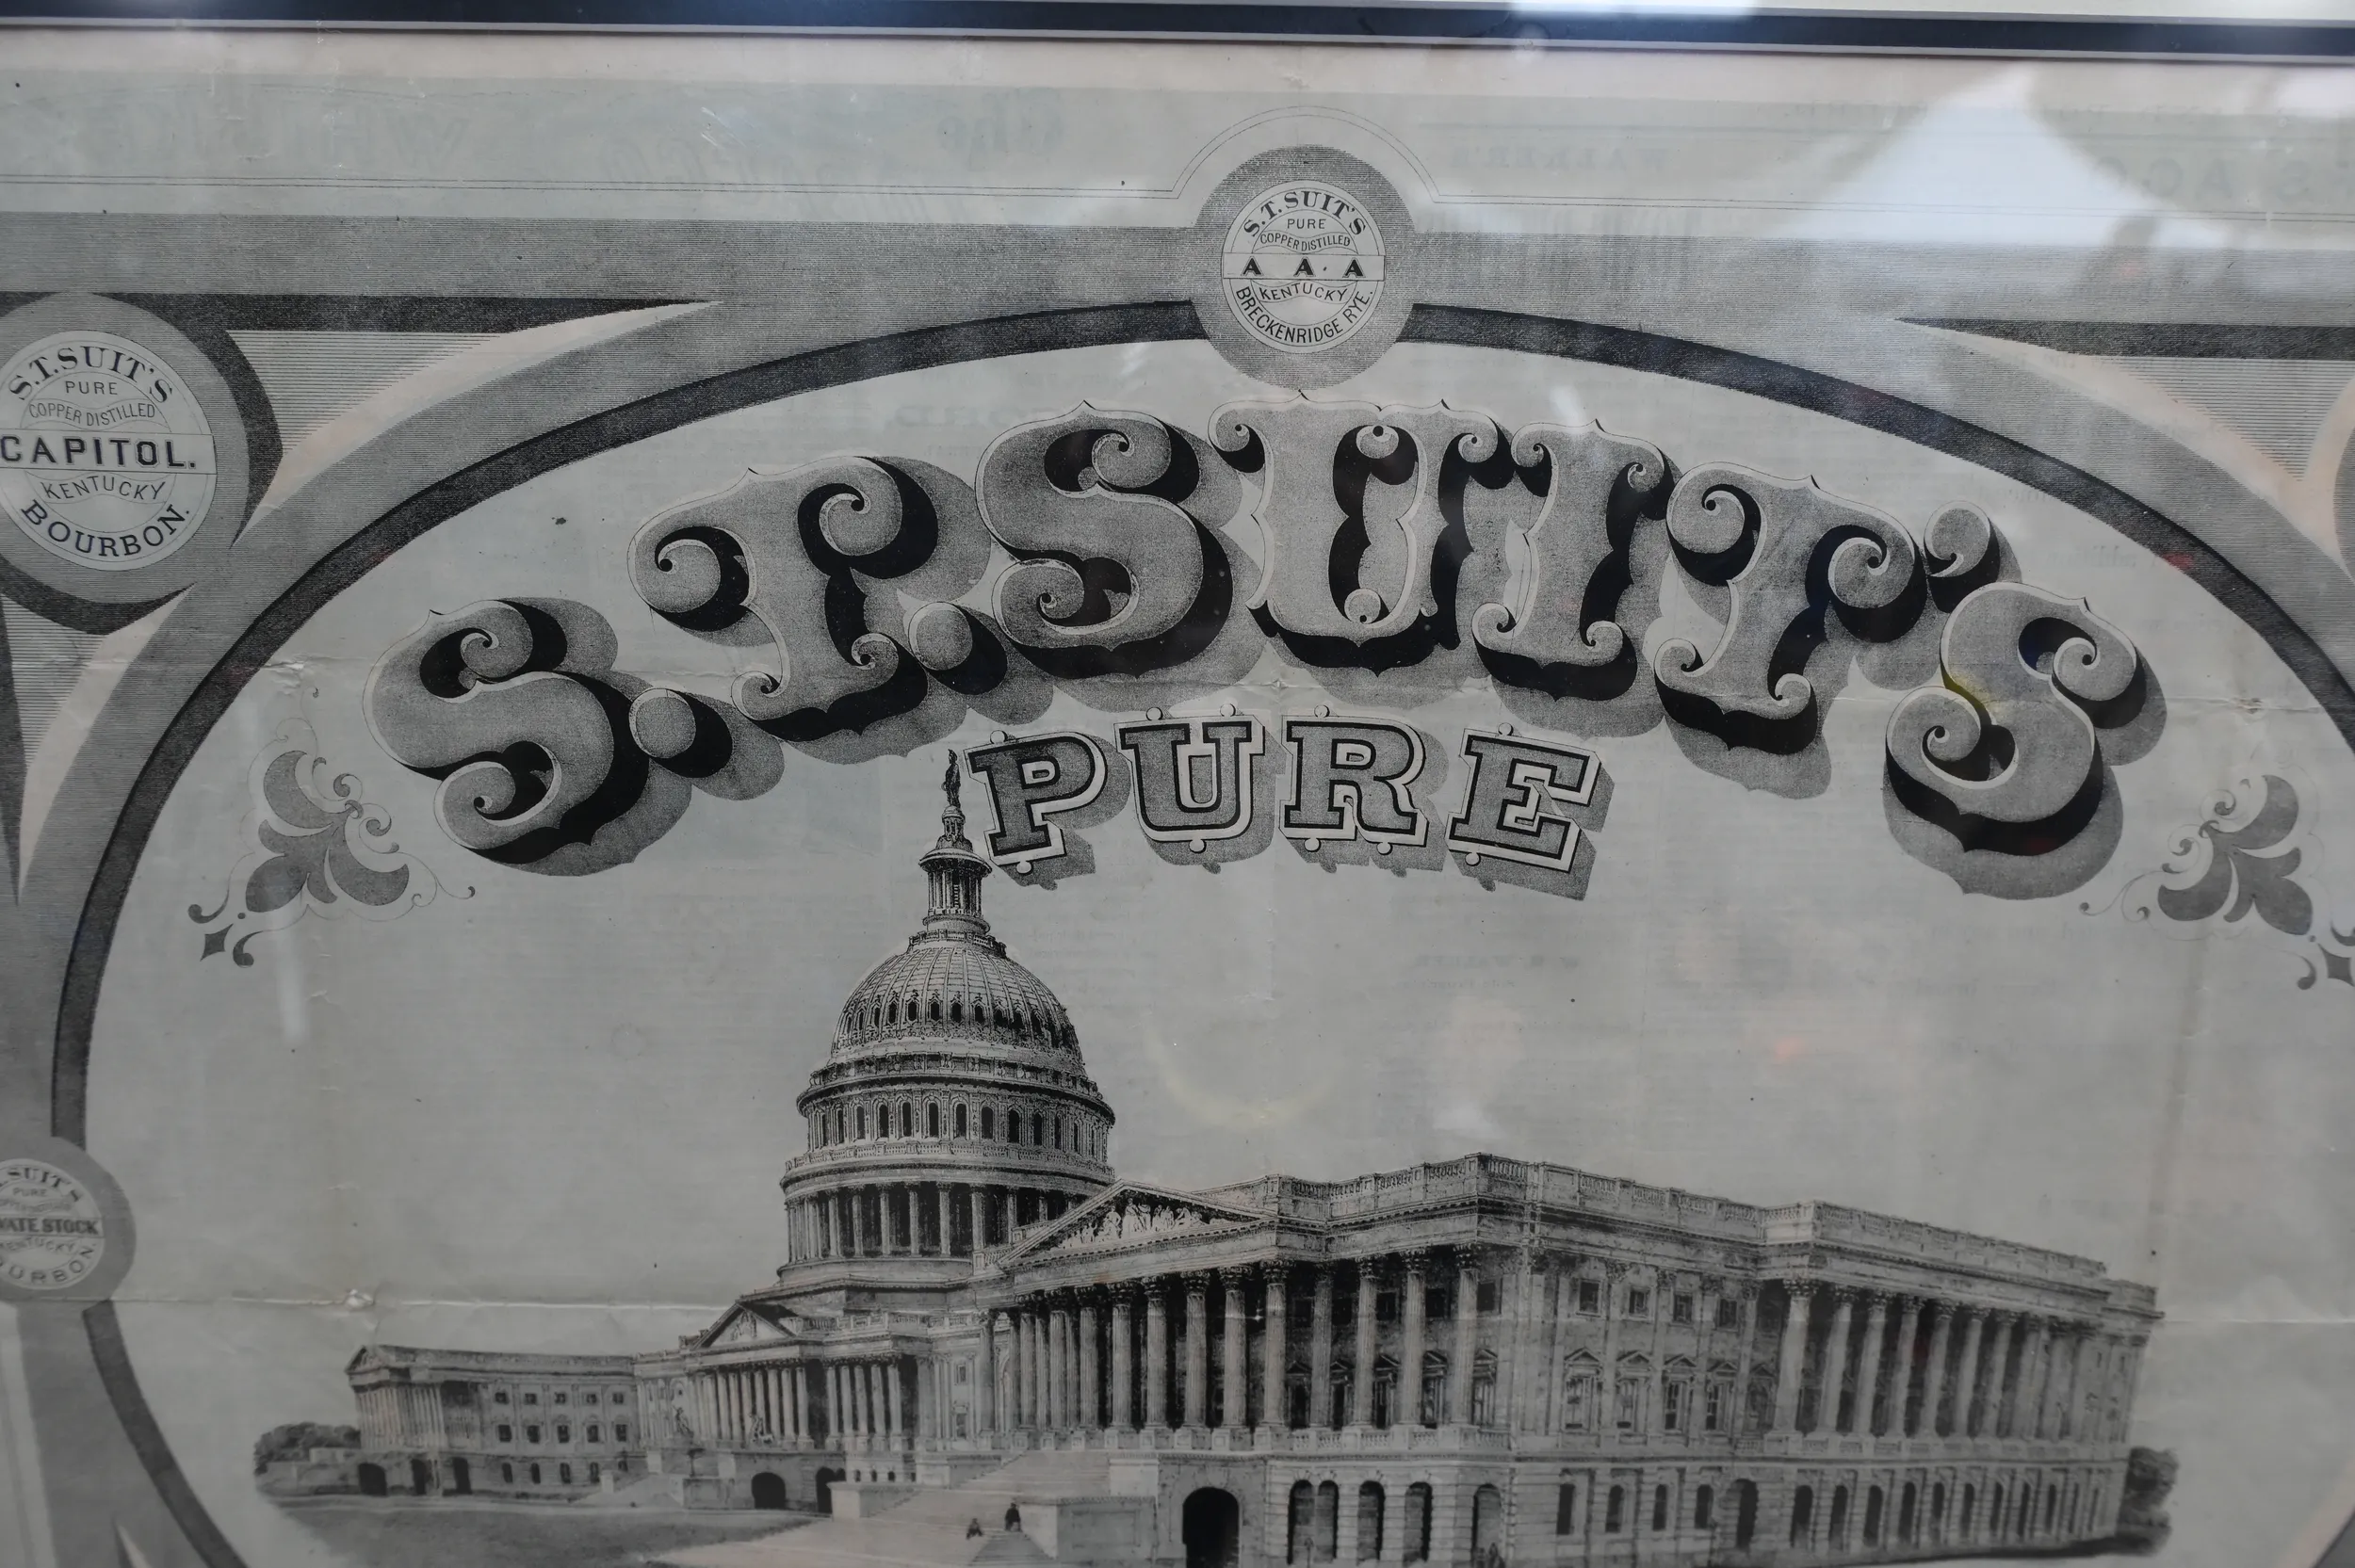 S.T.SUIT'S
PURE
COPPER DISTILLED
A A. A
KENTUCKY
BRECKENRIDGE RYE.
S.T.SUIT'S
PURE
COPPER DISTILLED
CAPITOL.
KENTUCKY
BOURBON.
S.T.SUIT'S
PURE
SUIT'S
PURE
STOCK
KENTUCKY